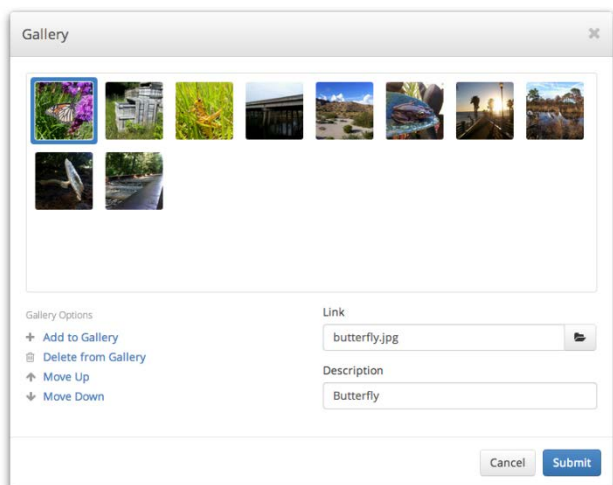 Gallery
Gallery Options
Add to Gallery
Delete from Gallery
Move Up
Move Down
Link
butterfly.jpg
Description
Butterfly
Cancel
Submit